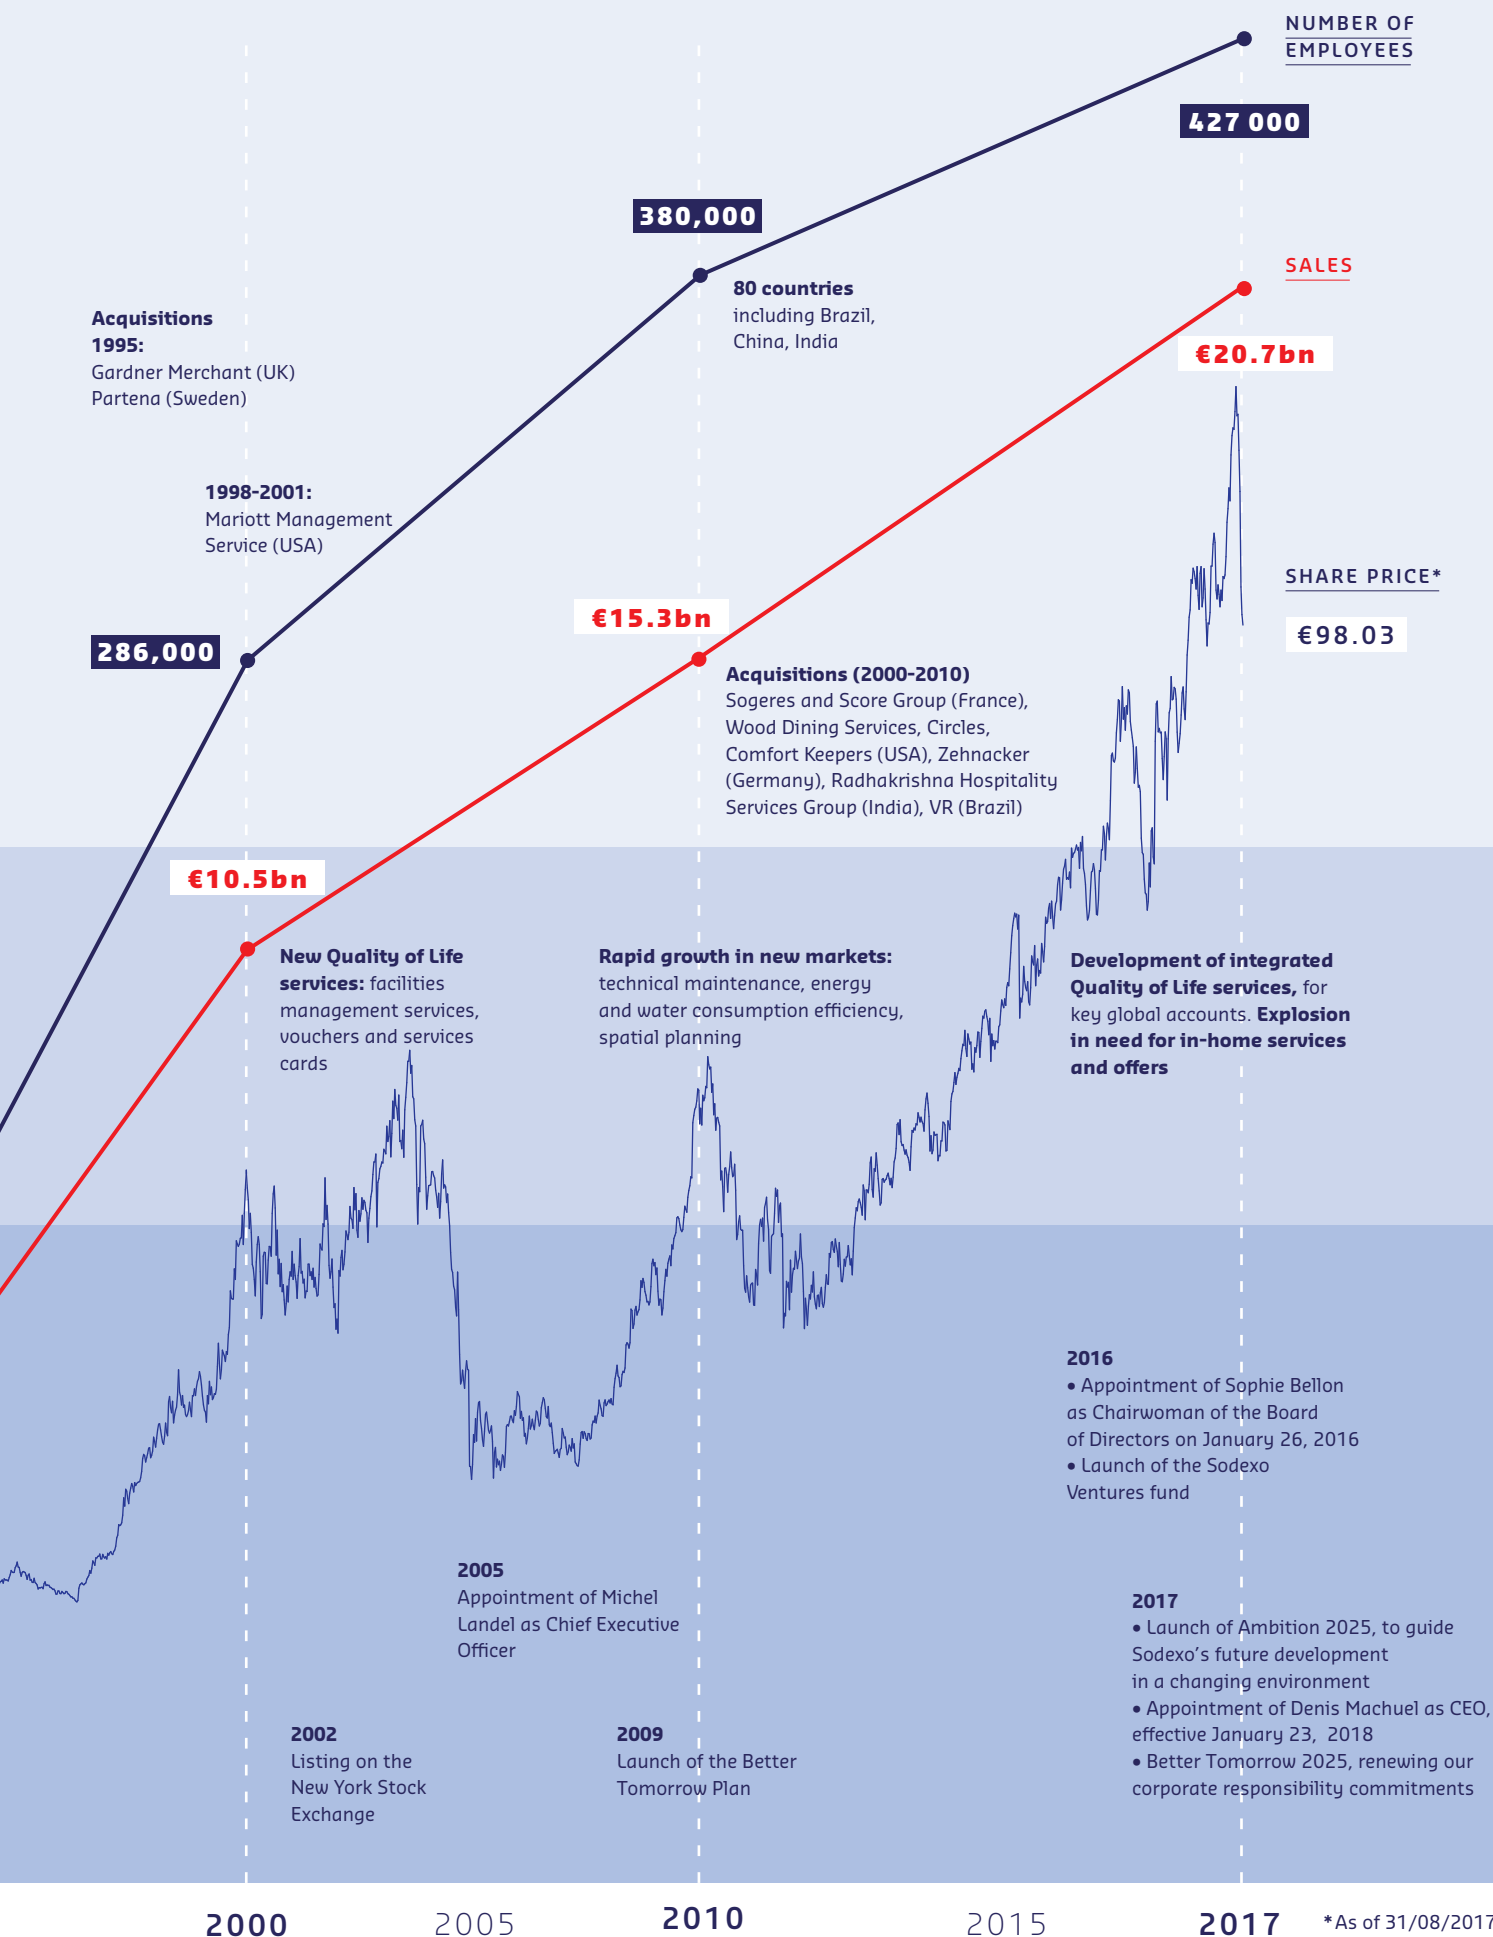 NUMBER OF
EMPLOYEES
427 000
380,000
SALES
80 countries
including Brazil,
China, India
Acquisitions
1995:
Gardner Merchant (UK)
Partena (Sweden)
€20.7bn
1998-2001:
Mariott Management
Service (USA)
SHARE PRICE*
€98.03
€15.3bn
286,000
Acquisitions (2000-2010)
Sogeres and Score Group (France),
Wood Dining Services, Circles,
Comfort Keepers (USA), Zehnacker
(Germany), Radhakrishna Hospitality
Services Group (India), VR (Brazil)
€10.5bn
New Quality of Life
services: facilities
management services,
vouchers and services
cards
Rapid growth in new markets:
technical maintenance, energy
and water consumption efficiency,
spatial planning
Development of integrated
Quality of Life services, for
key global accounts. Explosion
in need for in-home services
and offers
2016
• Appointment of Sophie Bellon
as Chairwoman of the Board
of Directors on January 26, 2016
• Launch of the Sodexo
Ventures fund
2005
Appointment of Michel
Landel as Chief Executive
Officer
2017
• Launch of Ambition 2025, to guide
Sodexo's future development
in a changing environment
• Appointment of Denis Machuel as CEO,
effective January 23, 2018
• Better Tomorrow 2025, renewing our
corporate responsibility commitments
2002
Listing on the
New York Stock
Exchange
2009
Launch of the Better
Tomorrow Plan
2000
2005
2010
2015
2017
*As of 31/08/2017